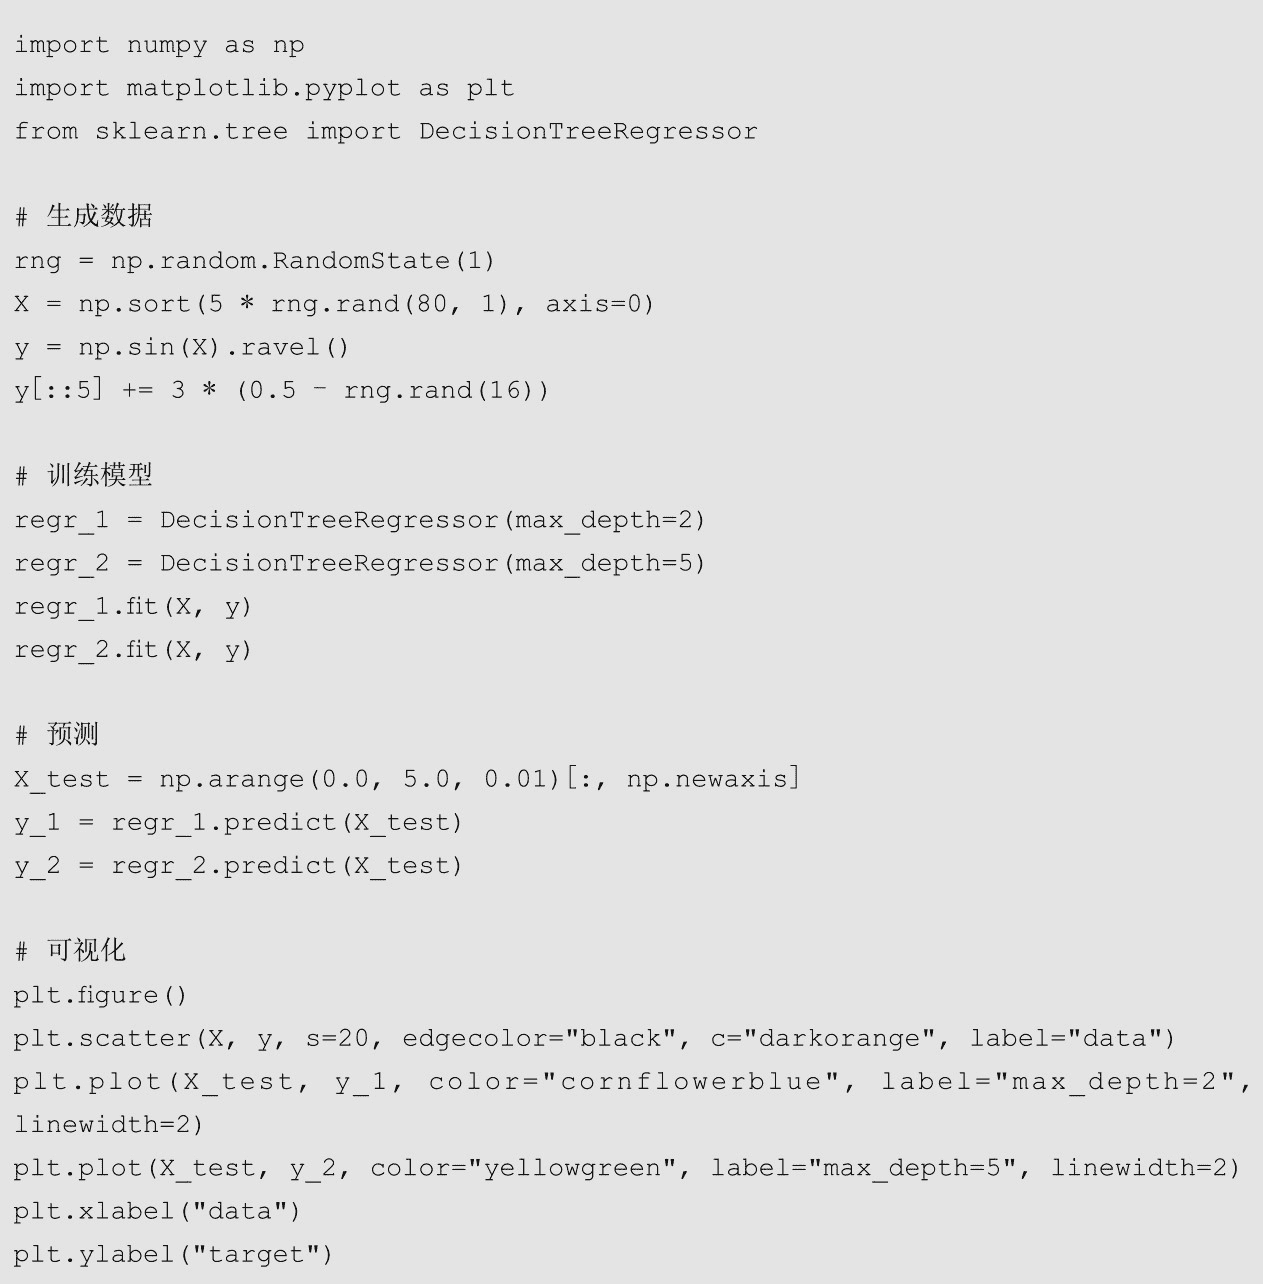 import numpy as np
import matplotlib.pyplot as plt
from sklearn.tree import DecisionTreeRegressor
# 生成数据
rng = np.random.RandomState(1)
X = np.sort(5 * rng.rand(80, 1), axis=0)
y = np.sin(X).ravel()
y[::5] += 3 * (0.5 - rng.rand(16))
# 训练模型
regr_1 = DecisionTreeRegressor(max_depth=2)
regr_2 = DecisionTreeRegressor(max_depth=5)
regr_1.fit(X, y)
regr_2.fit(X, y)
# 预测
X_test = np.arange(0.0, 5.0, 0.01)[:, np.newaxis]
y_1 = regr_1.predict(X_test)
y_2 = regr_2.predict(X_test)
# 可视化
plt.figure()
plt.scatter(X, y, s=20, edgecolor="black", c="darkorange", label="data")
plt.plot(X_test, y_1, color="cornflowerblue", label="max_depth=2",
linewidth=2)
plt.plot(X_test, y_2, color="yellowgreen", label="max_depth=5", linewidth=2)
plt.xlabel("data")
plt.ylabel("target")